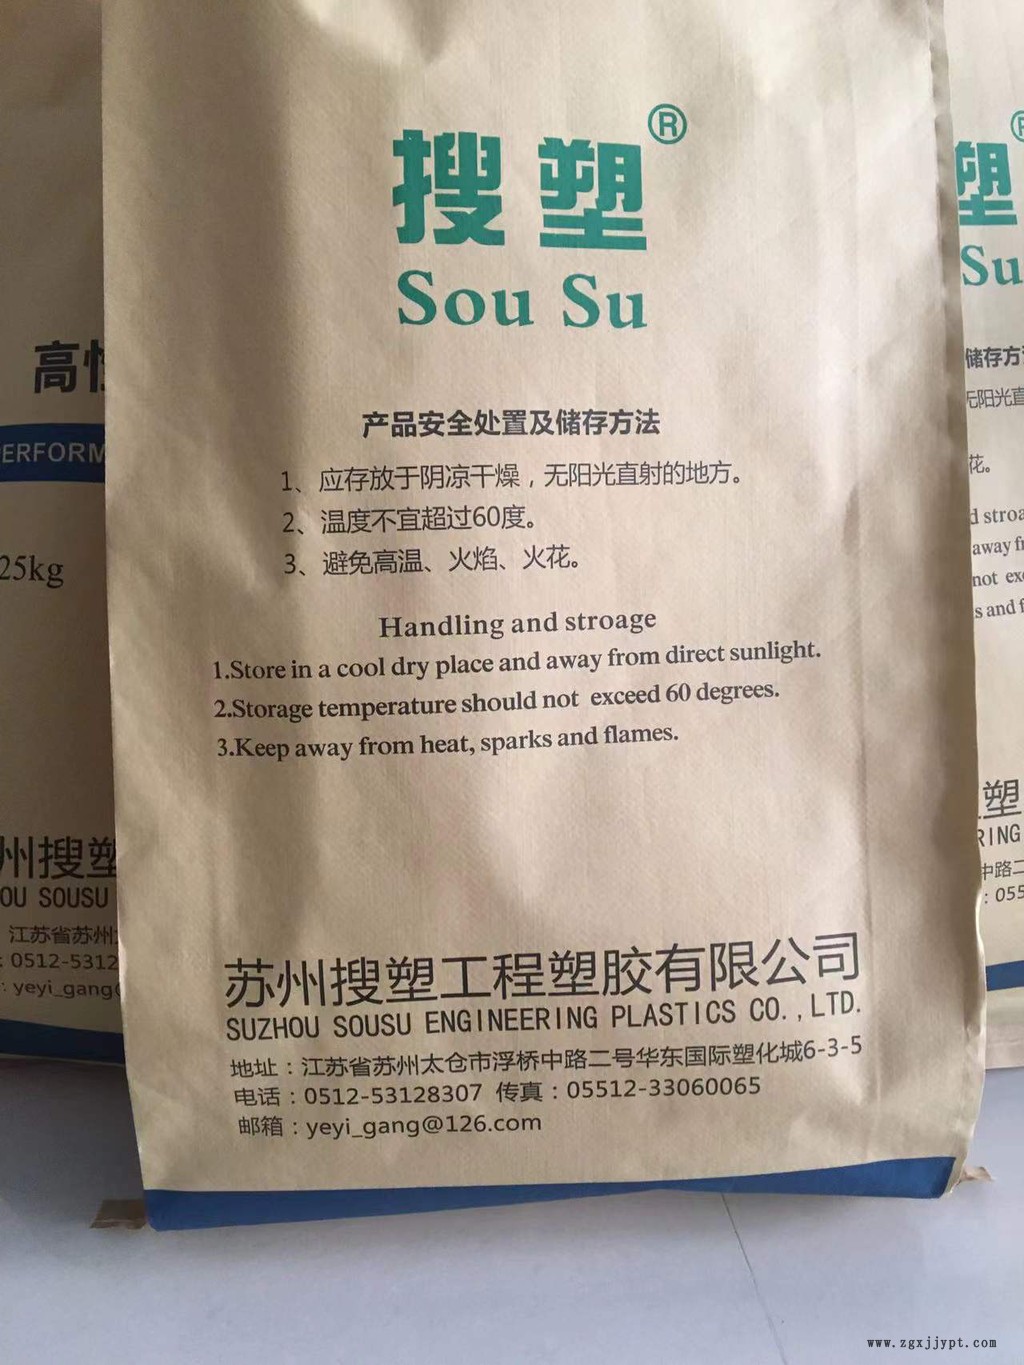 搜塑®
Sou Su
产品安全处置及储存方法
1、应存放于阴凉干燥，无阳光直射的地方。
2、温度不宜超过60度。
3、避免高温、火焰、火花。
Handling and stroage
1.Store in a cool dry place and away from direct sunlight.
2.Storage temperature should not exceed 60 degrees.
3.Keep away from heat, sparks and flames.
苏州搜塑工程塑胶有限公司
SUZHOU SOUSU ENGINEERING PLASTICS CO.,LTD.
地址：江苏省苏州太仓市浮桥中路二号华东国际塑化城6-3-5
电话：0512-53128307 传真：05512-33060065
邮箱：yeyi_gang@126.com
高性
ERFORM
25kg
州搜塑
OU SOUSU
江苏省苏州
: 0512-5312
: yeyi_gang
塑®
Su
储存方
阳光直
花。
d stroa
away fr
not ex
s and f
塑
RING
中路二
: 055
www.zgxjjypt.com